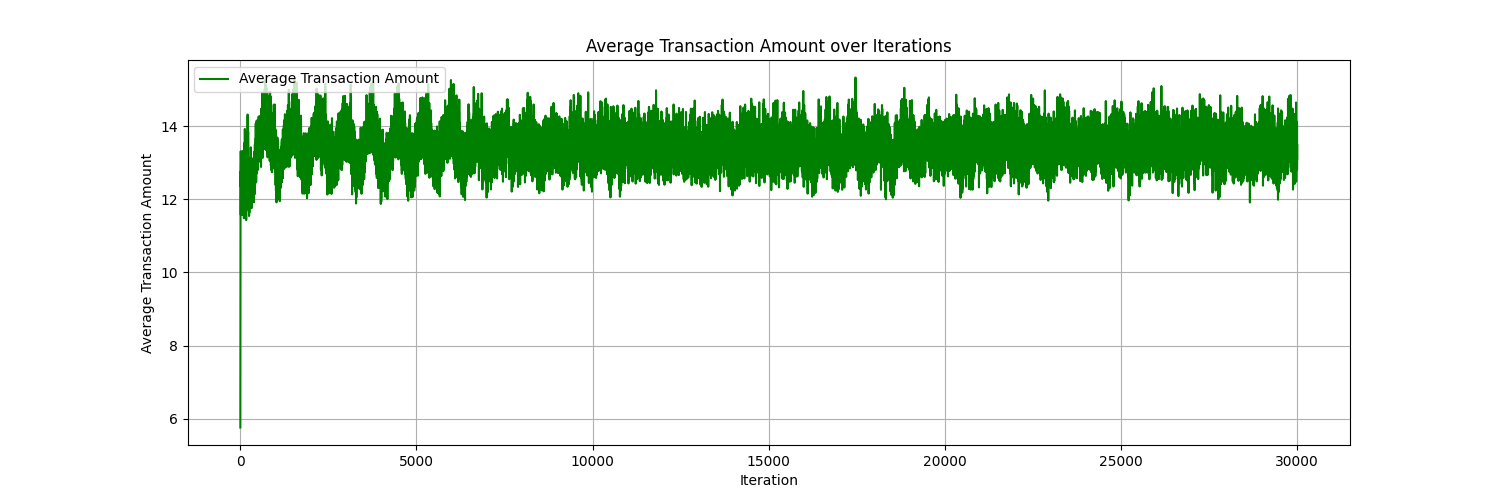 Average Transaction Amount over Iterations
Average Transaction Amount
Average Transaction Amount
14
12
10
8
6
0 5000 10000 15000 20000 25000 30000
Iteration